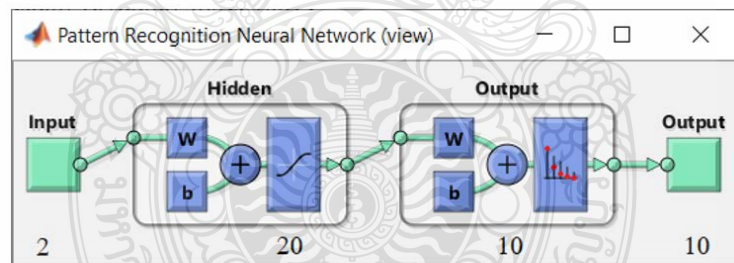 Pattern Recognition Neural Network (view)
Hidden
Output
Input
Output
W
b
+
W
b
+
2
20
10
10